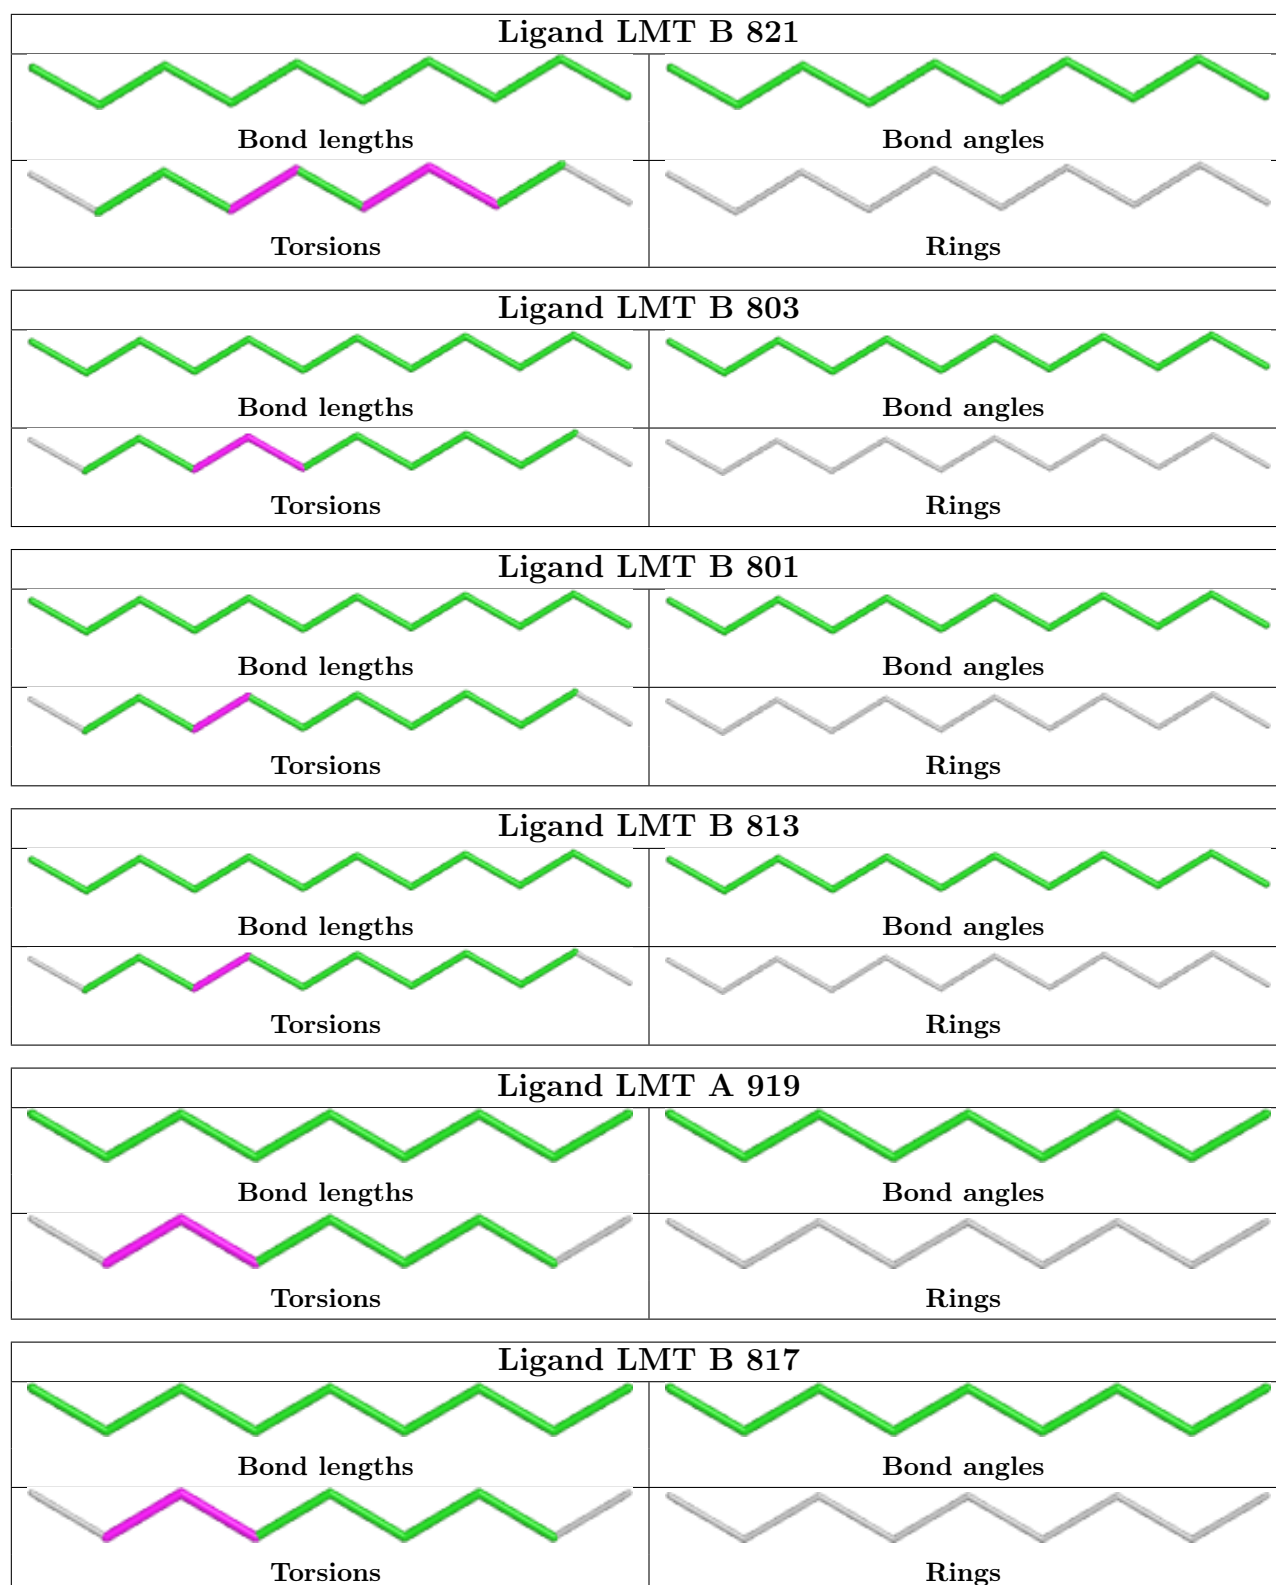 Ligand LMT B 821
Bond lengths Bond angles
Torsions Rings
Ligand LMT B 803
Bond lengths Bond angles
Torsions Rings
Ligand LMT B 801
Bond lengths Bond angles
Torsions Rings
Ligand LMT B 813
Bond lengths Bond angles
Torsions Rings
Ligand LMT A 919
Bond lengths Bond angles
Torsions Rings
Ligand LMT B 817
Bond lengths Bond angles
Torsions Rings